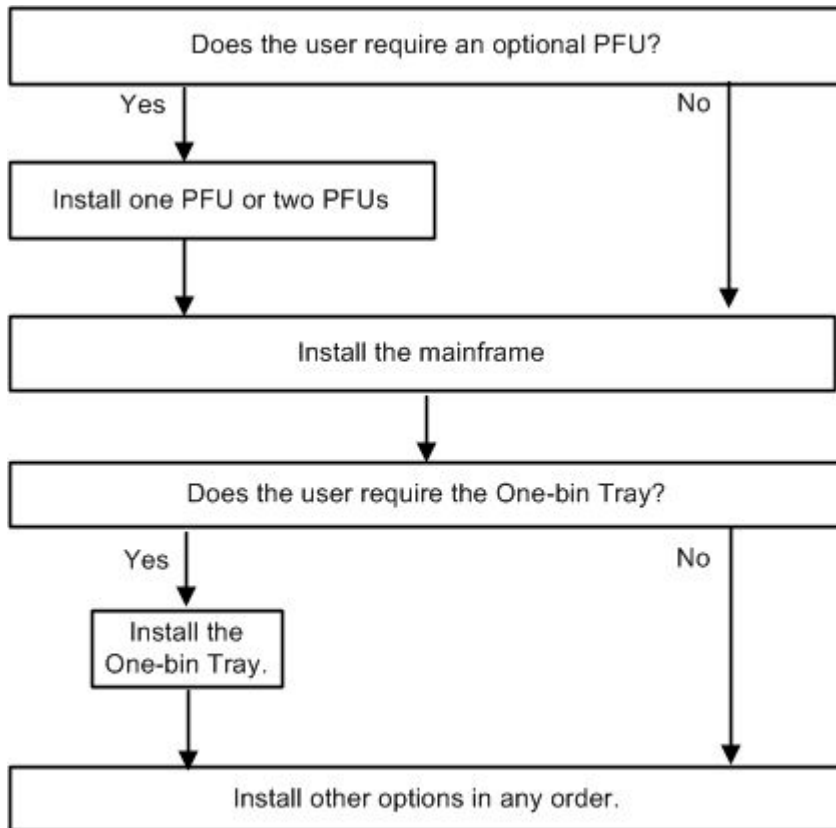 Does the user require an optional PFU?
Yes
No
Install one PFU or two PFUs
Install the mainframe
Does the user require the One-bin Tray?
Yes
No
Install the
One-bin Tray.
Install other options in any order.